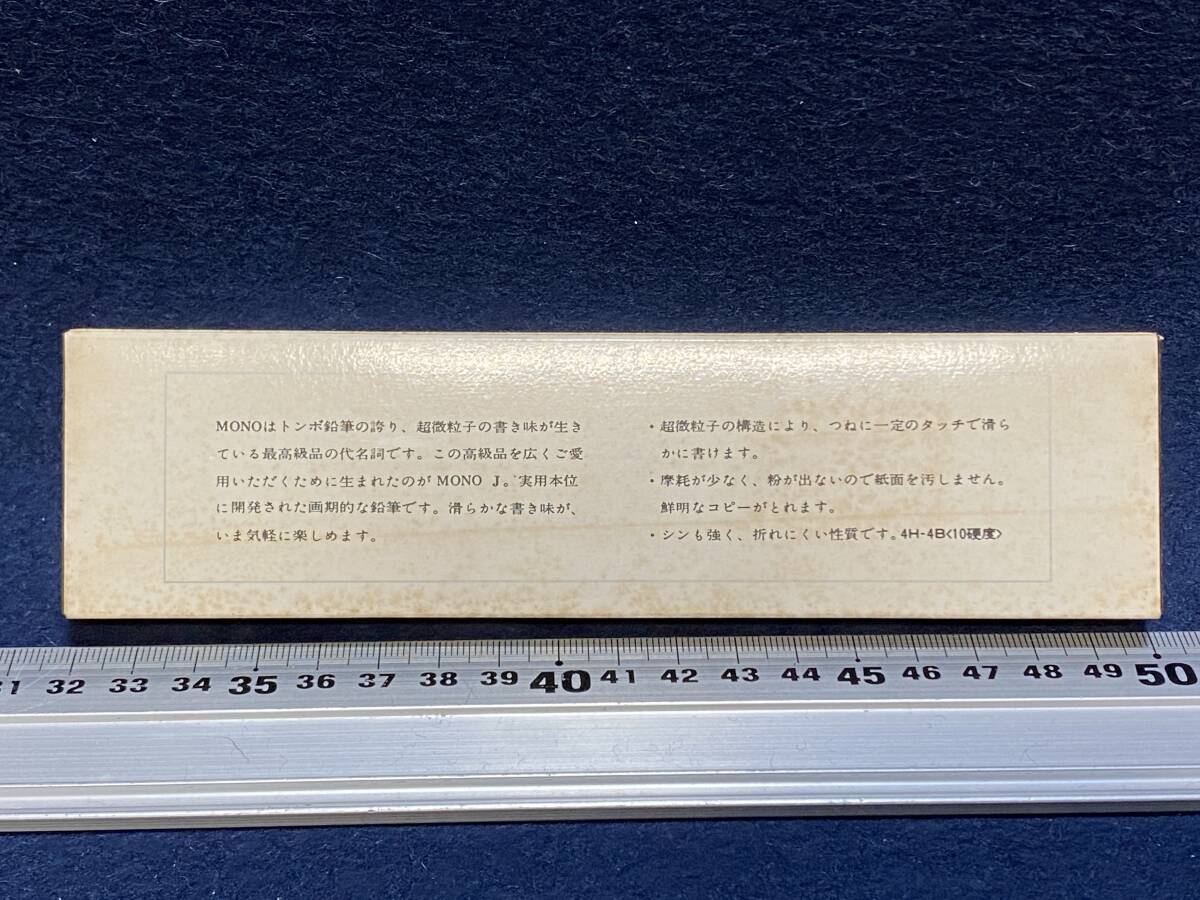 MONOはトンボ鉛筆の誇り、超微粒子の書き味が生き
ている最高級品の代名詞です。この高級品を広くご愛
用いただくために生まれたのが MONO J。実用本位
に開発された画期的な鉛筆です。滑らかな書き味が、
いま気軽に楽しめます。
・超微粒子の構造により、つねに一定のタッチで滑ら
かに書けます。
・摩耗が少なく、粉が出ないので紙面を汚しません。
鮮明なコピーがとれます。
・シンも強く、折れにくい性質です。4H-4B<10硬度>
31 32 33 34 35 36 37 38 39 40 41 42 43 44 45 46 47 48 49 50